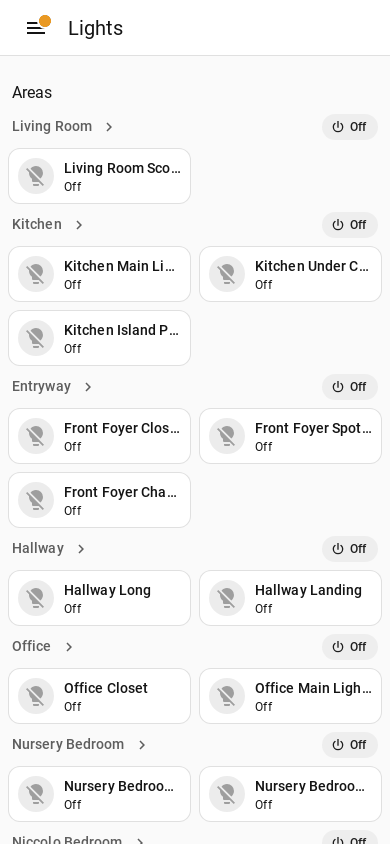 Lights
Areas
Living Room
Off
Living Room Sco...
Off
Kitchen
Off
Kitchen Main Li...
Off
Kitchen Under C...
Off
Kitchen Island P...
Off
Entryway
Off
Front Foyer Clos...
Off
Front Foyer Spot...
Off
Front Foyer Cha...
Off
Hallway
Off
Hallway Long
Off
Hallway Landing
Off
Office
Off
Office Closet
Off
Office Main Ligh...
Off
Nursery Bedroom
Off
Nursery Bedroo...
Off
Nursery Bedroo...
Off
Niccolo Bedroom
Off